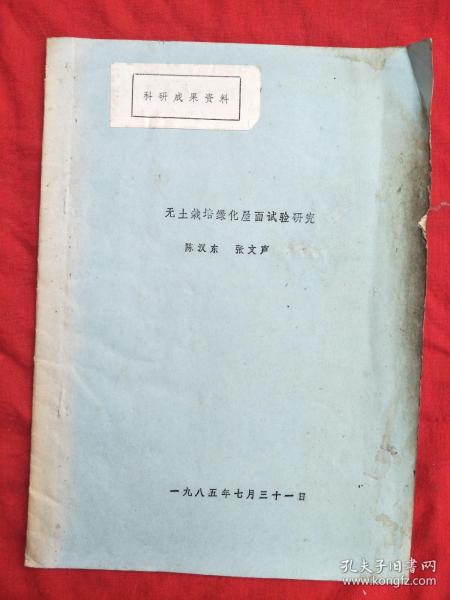 科研成果资料
无土栽培绿化屋面试验研究
陈汉东 张文声
一九八五年七月三十一日
孔夫子旧书网
www.kongfz.com